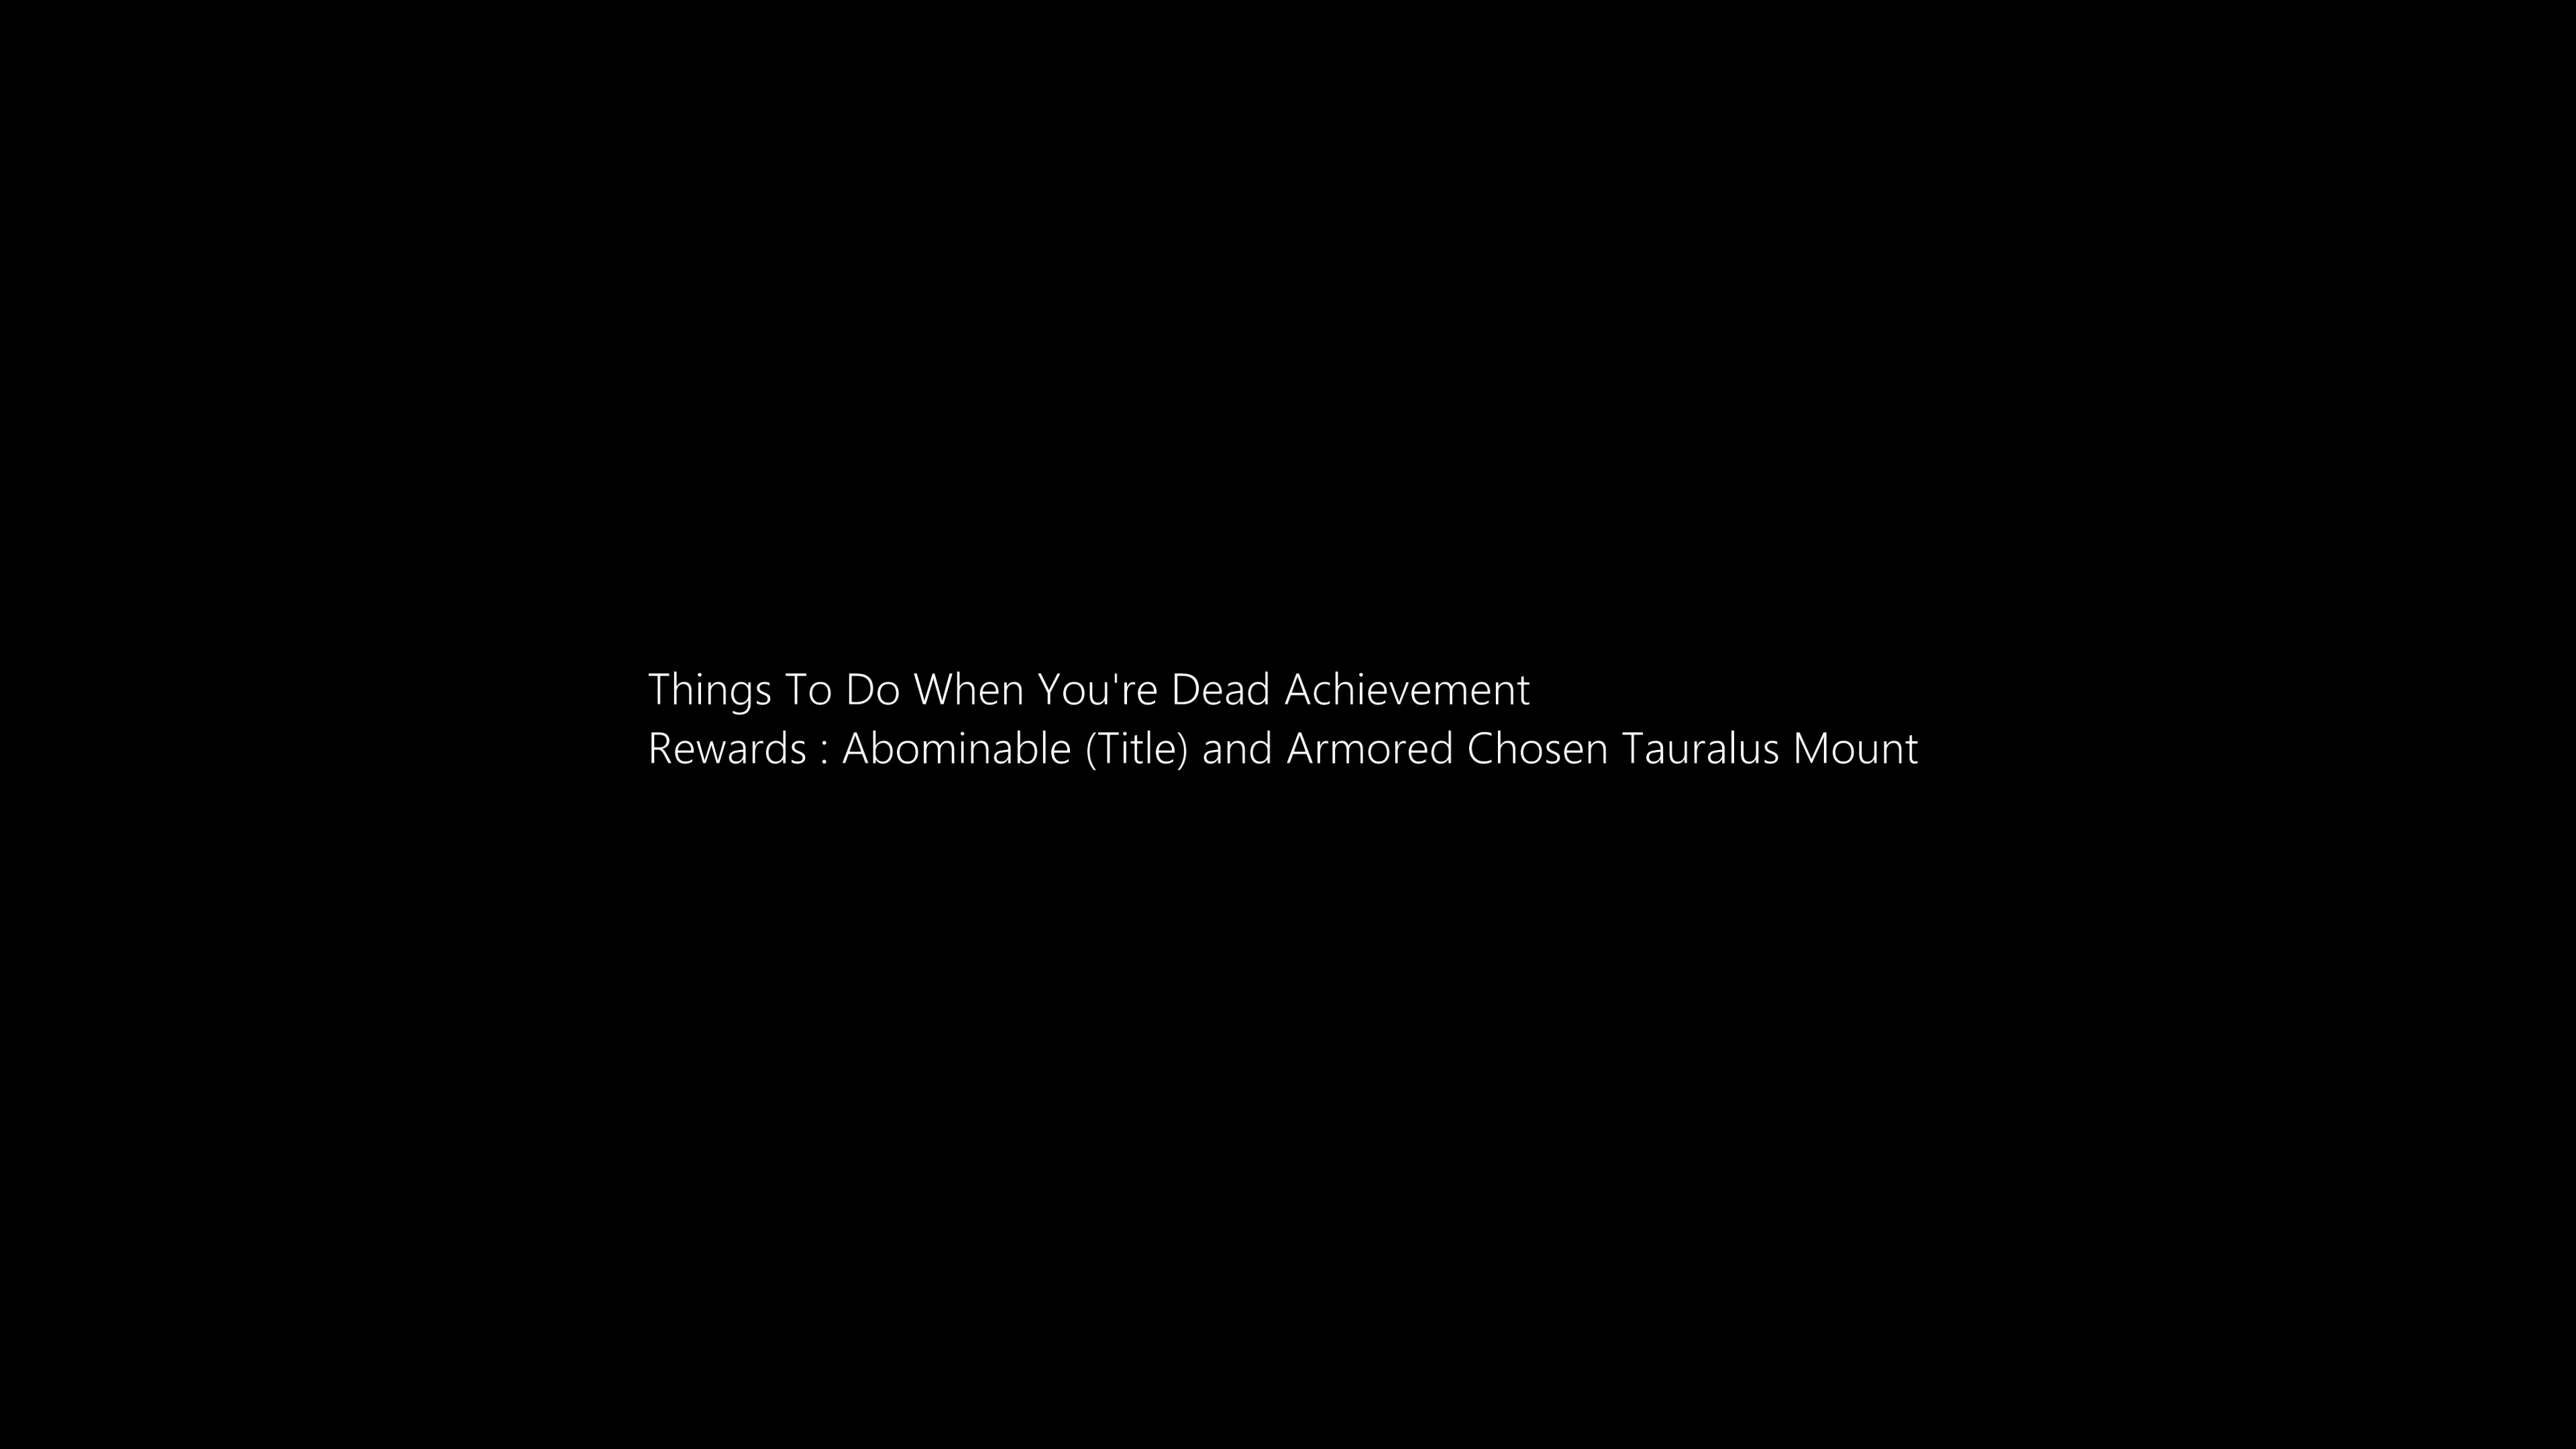 Things To Do When You're Dead Achievement
Rewards : Abominable (Title) and Armored Chosen Tauralus Mount